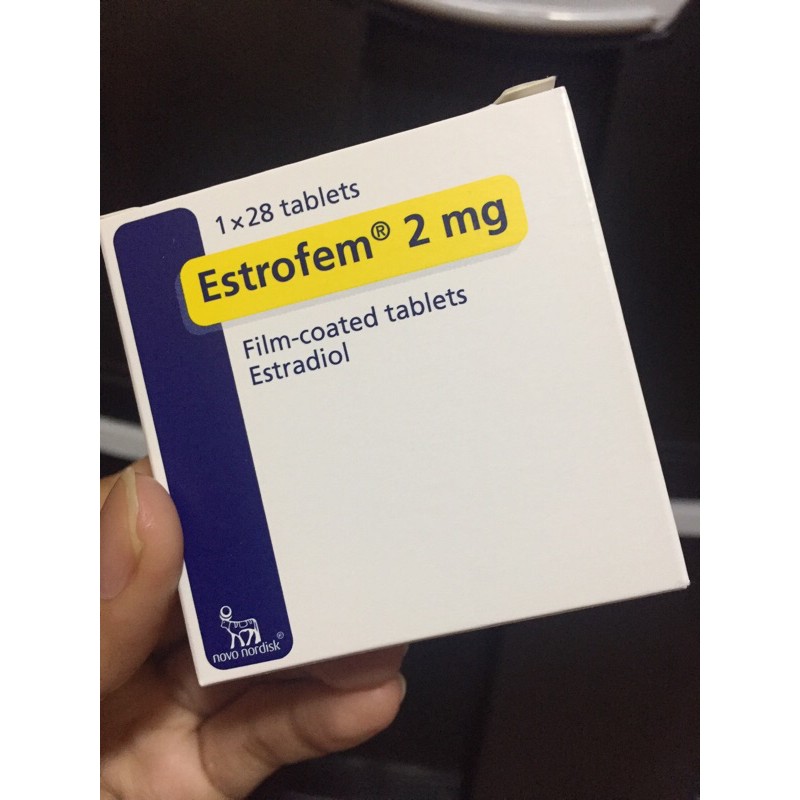 1 x 28 tablets
Estrofem® 2 mg
Film-coated tablets
Estradiol
novo nordisk®